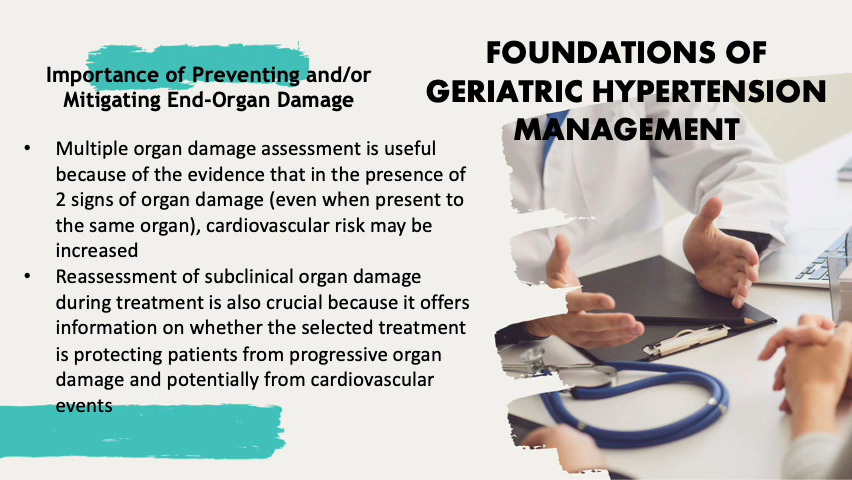 FOUNDATIONS OF
GERIATRIC HYPERTENSION
MANAGEMENT
Importance of Preventing and/or
Mitigating End-Organ Damage
• Multiple organ damage assessment is useful
because of the evidence that in the presence of
2 signs of organ damage (even when present to
the same organ), cardiovascular risk may be
increased
• Reassessment of subclinical organ damage
during treatment is also crucial because it offers
information on whether the selected treatment
is protecting patients from progressive organ
damage and potentially from cardiovascular
events